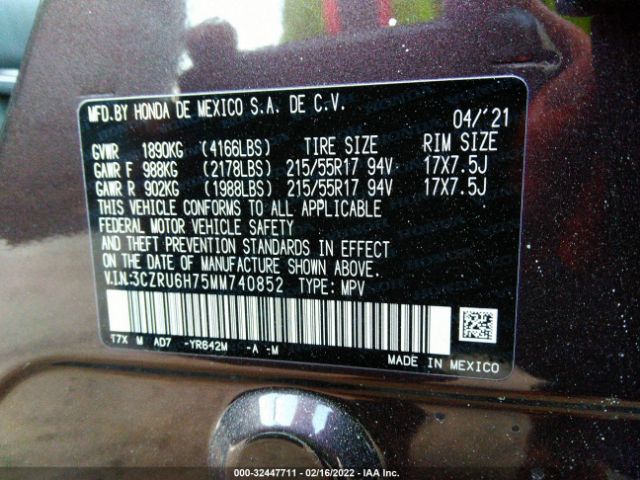 MFD. BY HONDA DE MEXICO S.A. DE C.V.
04/'21
GVWR 1890KG (4166LBS) TIRE SIZE RIM SIZE
GAWR F 988KG (2178LBS) 215/55R17 94V 17X7.5J
GAWR R 902KG (1988LBS) 215/55R17 94V 17X7.5J
THIS VEHICLE CONFORMS TO ALL APPLICABLE
FEDERAL MOTOR VEHICLE SAFETY
AND THEFT PREVENTION STANDARDS IN EFFECT
ON THE DATE OF MANUFACTURE SHOWN ABOVE.
V.I.N:3CZRU6H75MM740852 TYPE: MPV
T7X M AD7 -YR642M -A -M
MADE IN MEXICO
000-32447711 - 02/16/2022 - IAA Inc.